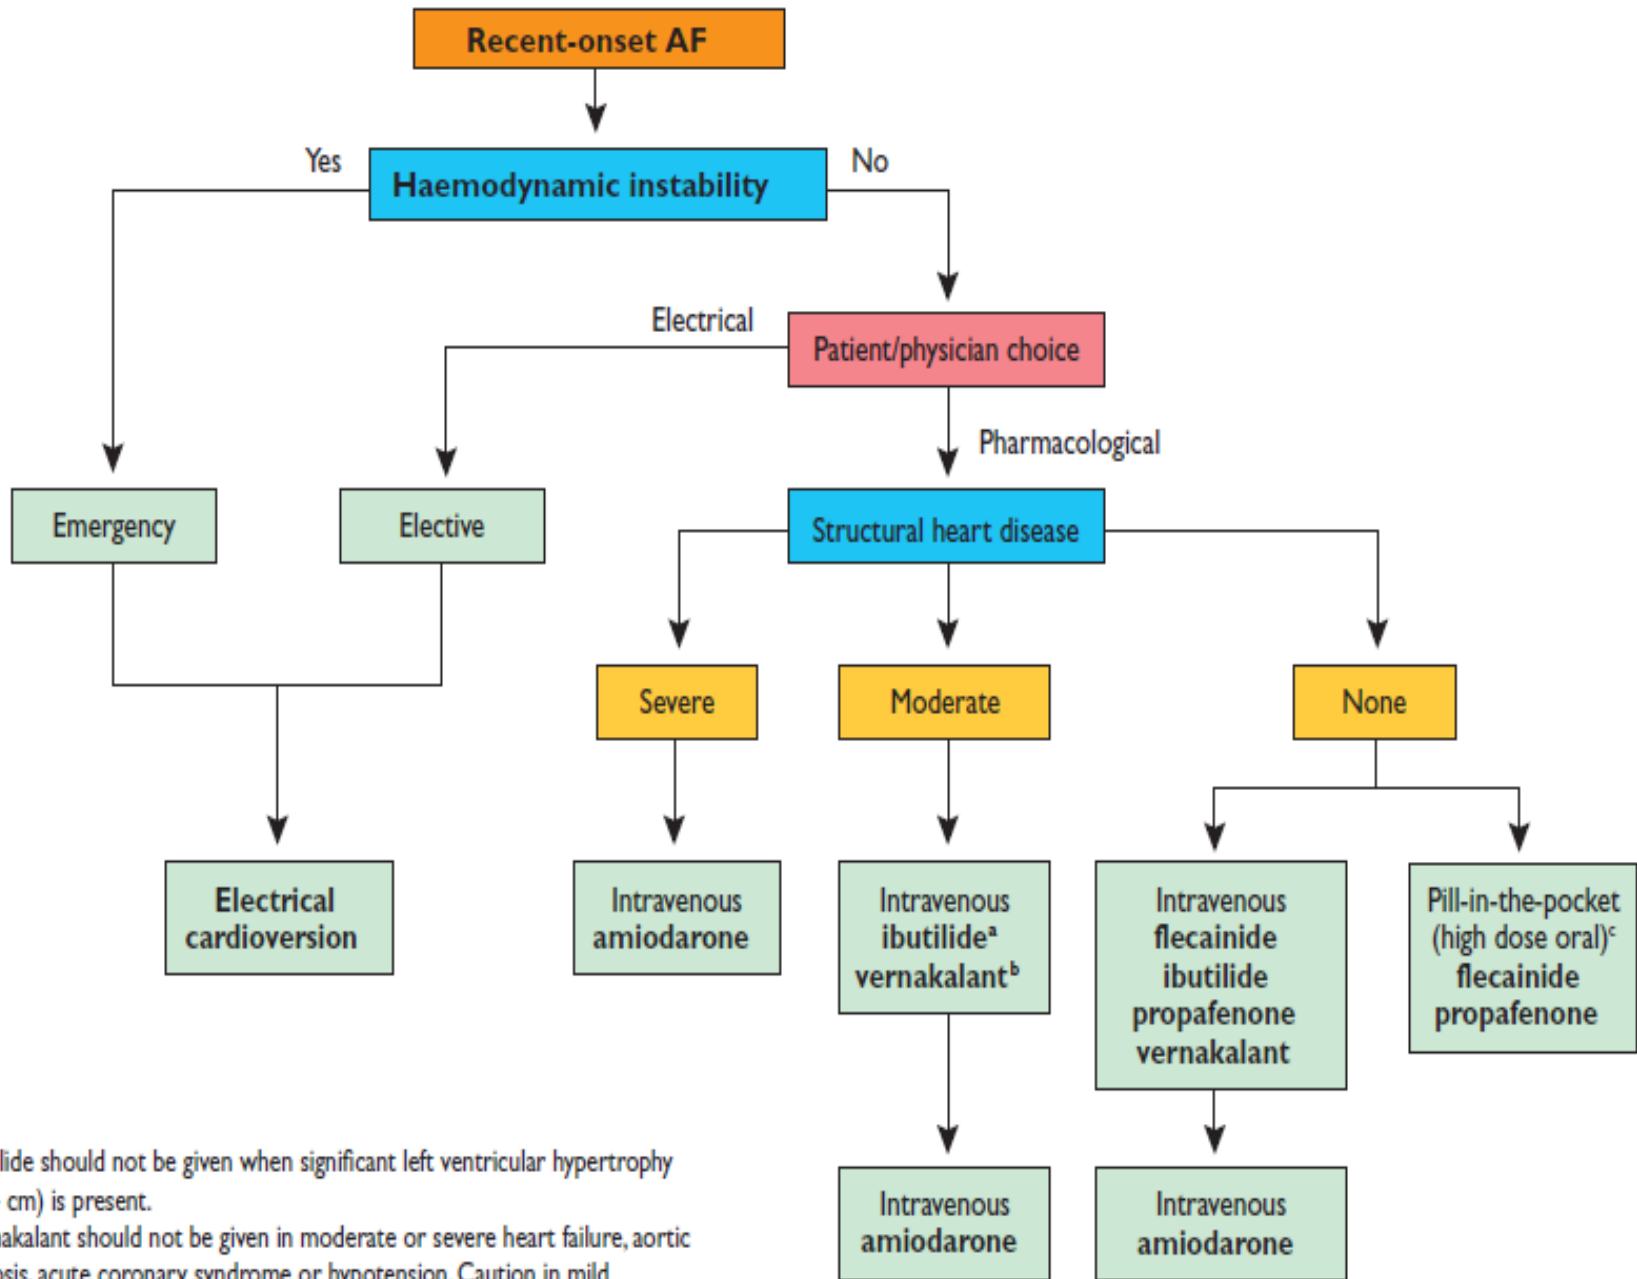 Recent-onset AF
Yes
No
Haemodynamic instability
Electrical
Patient/physician choice
Pharmacological
Emergency
Elective
Structural heart disease
Severe
Moderate
None
Electrical
cardioversion
Intravenous
amiodarone
Intravenous
ibutilideᵃ
vernakalantᵇ
Intravenous
flecainide
ibutilide
propafenone
vernakalant
Pill-in-the-pocket
(high dose oral)ᶜ
flecainide
propafenone
Intravenous
amiodarone
Intravenous
amiodarone
should not be given when significant left ventricular hypertrophy
cm) is present.
should not be given in moderate or severe heart failure, aortic
acute coronary syndrome or hypotension. Caution in mild